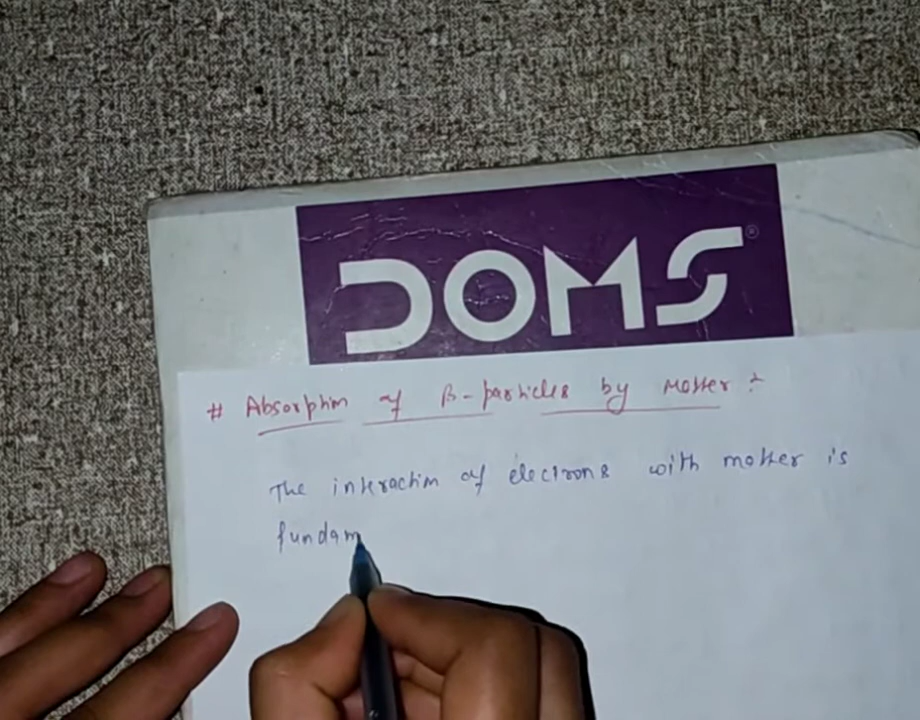 DOMS®
# Absorption of β-particles by Matter :-
The interaction of electrons with matter is
fundam